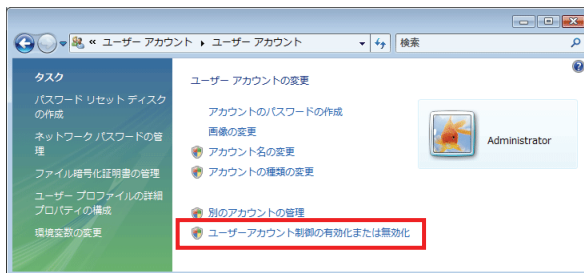 « ユーザー アカウント ▸ ユーザー アカウント
検索
タスク
パスワード リセット ディスク
の作成
ネットワーク パスワードの管
理
ファイル暗号化証明書の管理
ユーザー プロファイルの詳細
プロパティの構成
環境変数の変更
ユーザー アカウントの変更
アカウントのパスワードの作成
画像の変更
アカウント名の変更
アカウントの種類の変更
別のアカウントの管理
ユーザーアカウント制御の有効化または無効化
Administrator